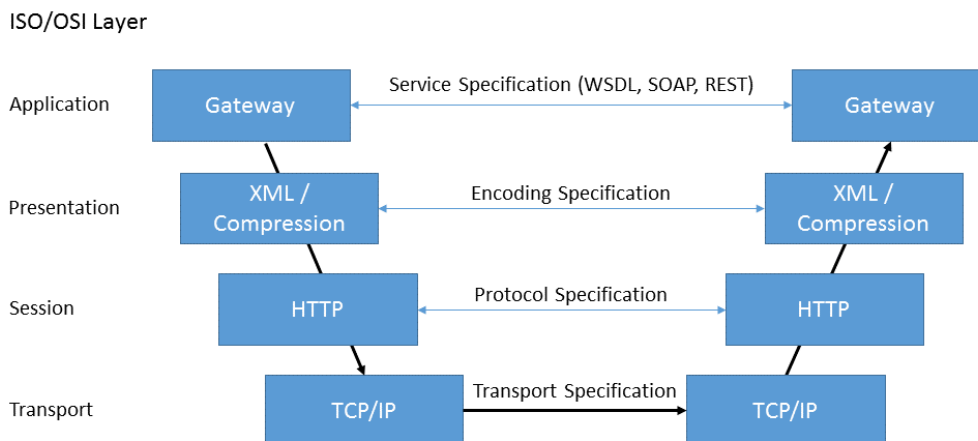 ISO/OSI Layer
Application
Gateway
Service Specification (WSDL, SOAP, REST)
Gateway
Presentation
XML /
Compression
Encoding Specification
XML /
Compression
Session
HTTP
Protocol Specification
HTTP
Transport
TCP/IP
Transport Specification
TCP/IP